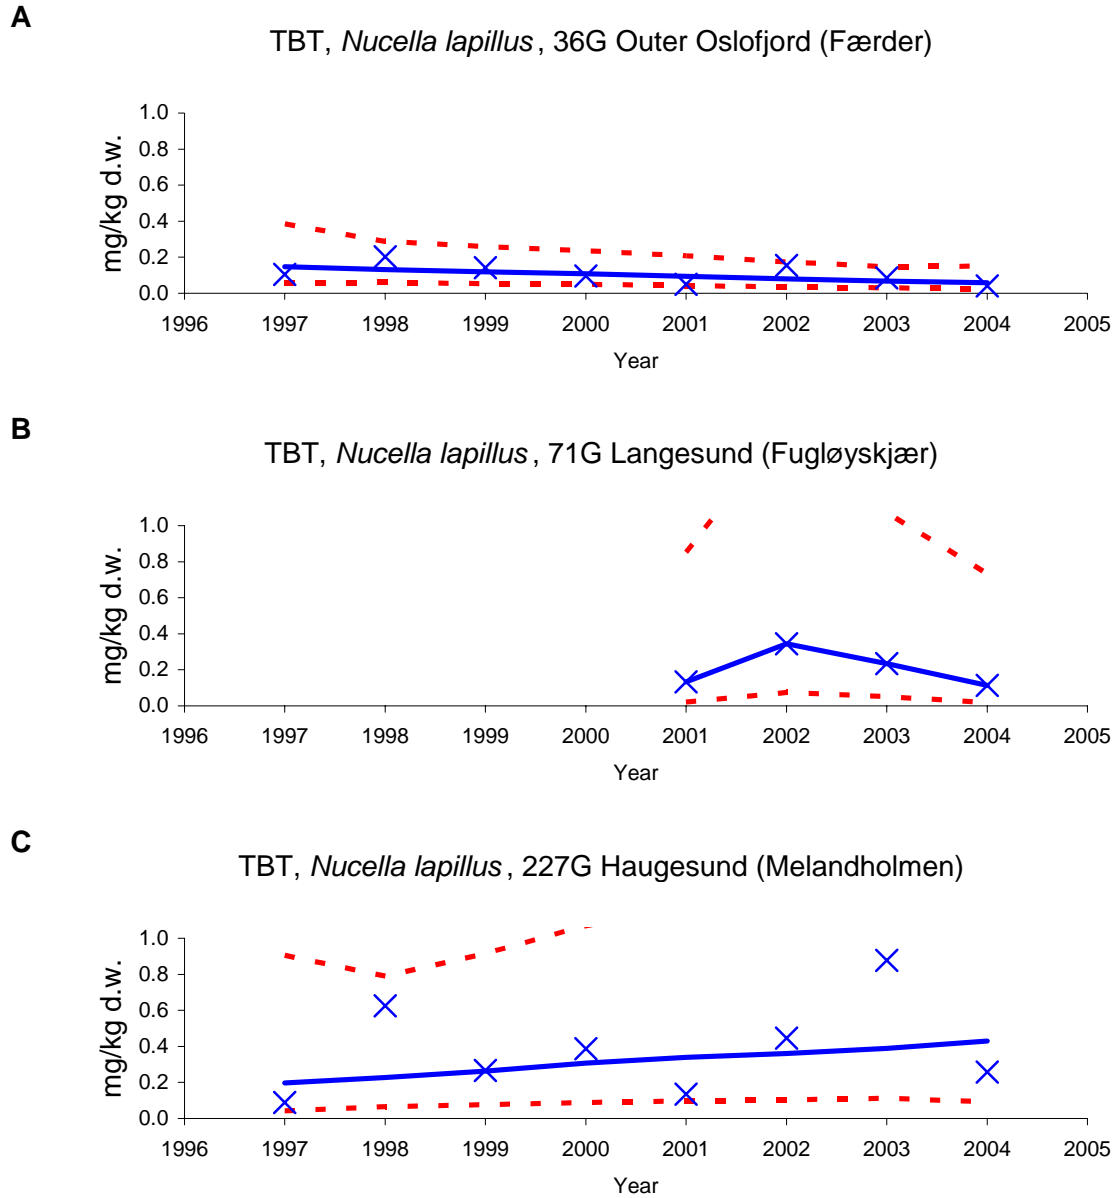 A
TBT, Nucella lapillus, 36G Outer Oslofjord (Færder)
mg/kg d.w.
1.0
0.8
0.6
0.4
0.2
0.0
1996 1997 1998 1999 2000 2001 2002 2003 2004 2005
Year
B
TBT, Nucella lapillus, 71G Langesund (Fugløyskjær)
mg/kg d.w.
1.0
0.8
0.6
0.4
0.2
0.0
1996 1997 1998 1999 2000 2001 2002 2003 2004 2005
Year
C
TBT, Nucella lapillus, 227G Haugesund (Melandholmen)
mg/kg d.w.
1.0
0.8
0.6
0.4
0.2
0.0
1996 1997 1998 1999 2000 2001 2002 2003 2004 2005
Year